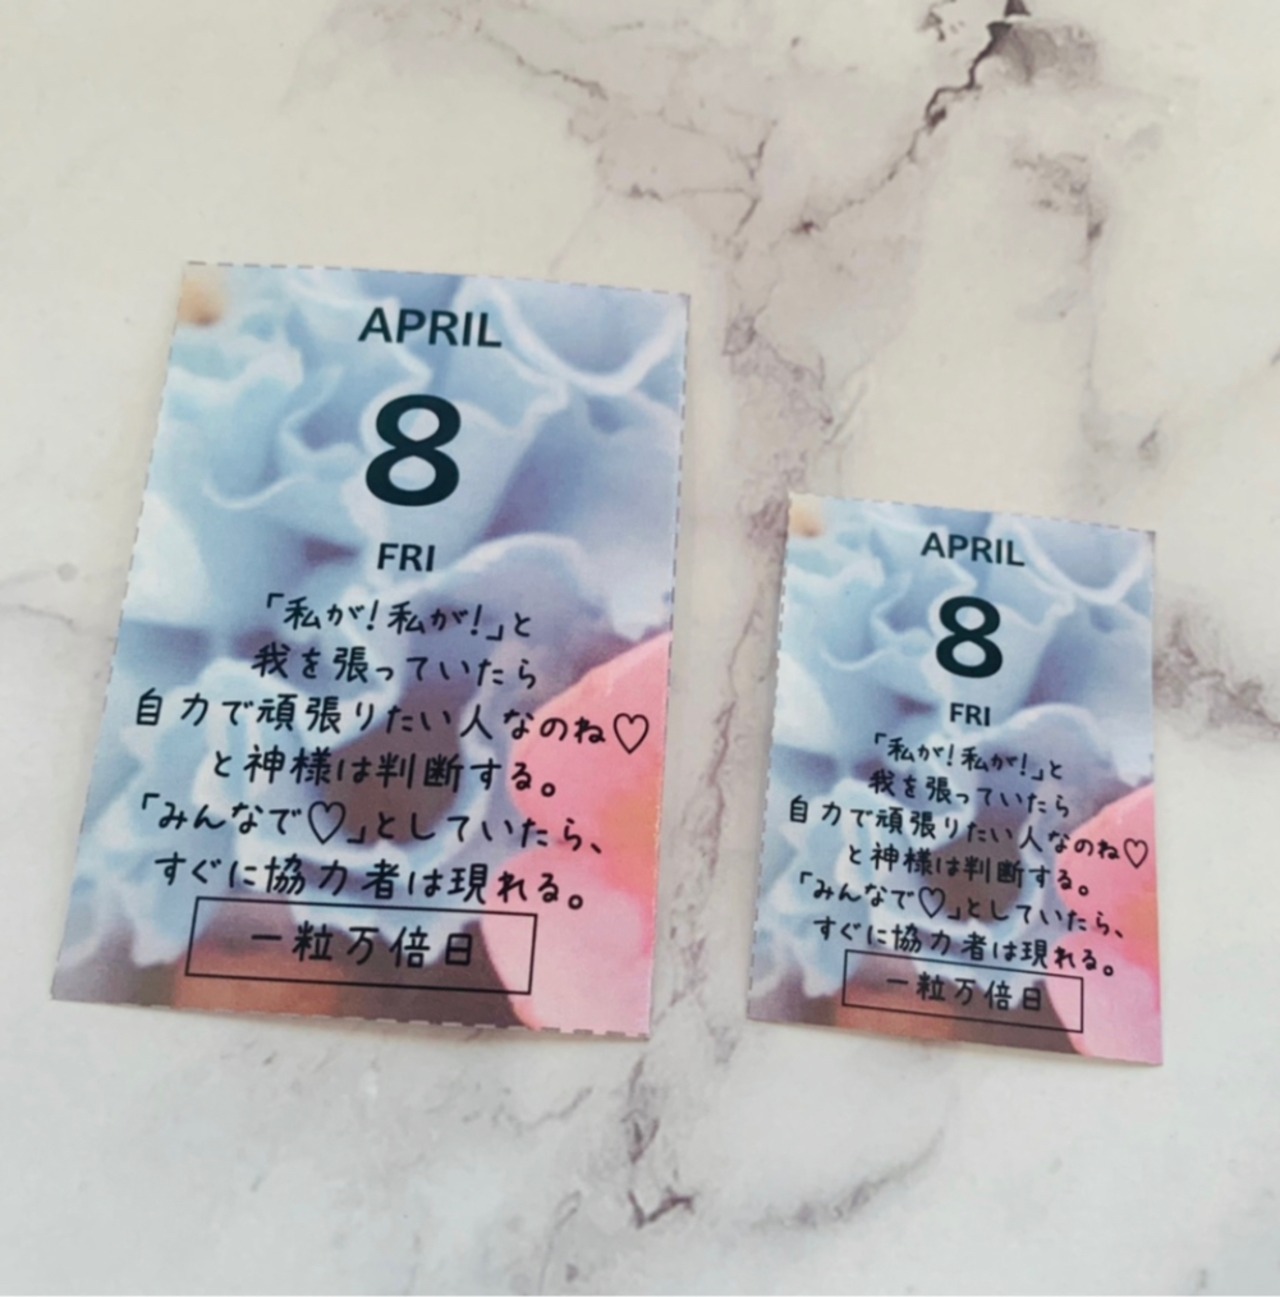 APRIL
8
FRI
「私が!私が!」と
我を張っていたら
自力で頑張りたい人なのね♡
と神様は判断する。
「みんなで♡」としていたら、
すぐに協力者は現れる。
一粒万倍日
APRIL
8
FRI
「私が!私が!」と
我を張っていたら
自力で頑張りたい人なのね♡
と神様は判断する。
「みんなで♡」としていたら、
すぐに協力者は現れる。
一粒万倍日